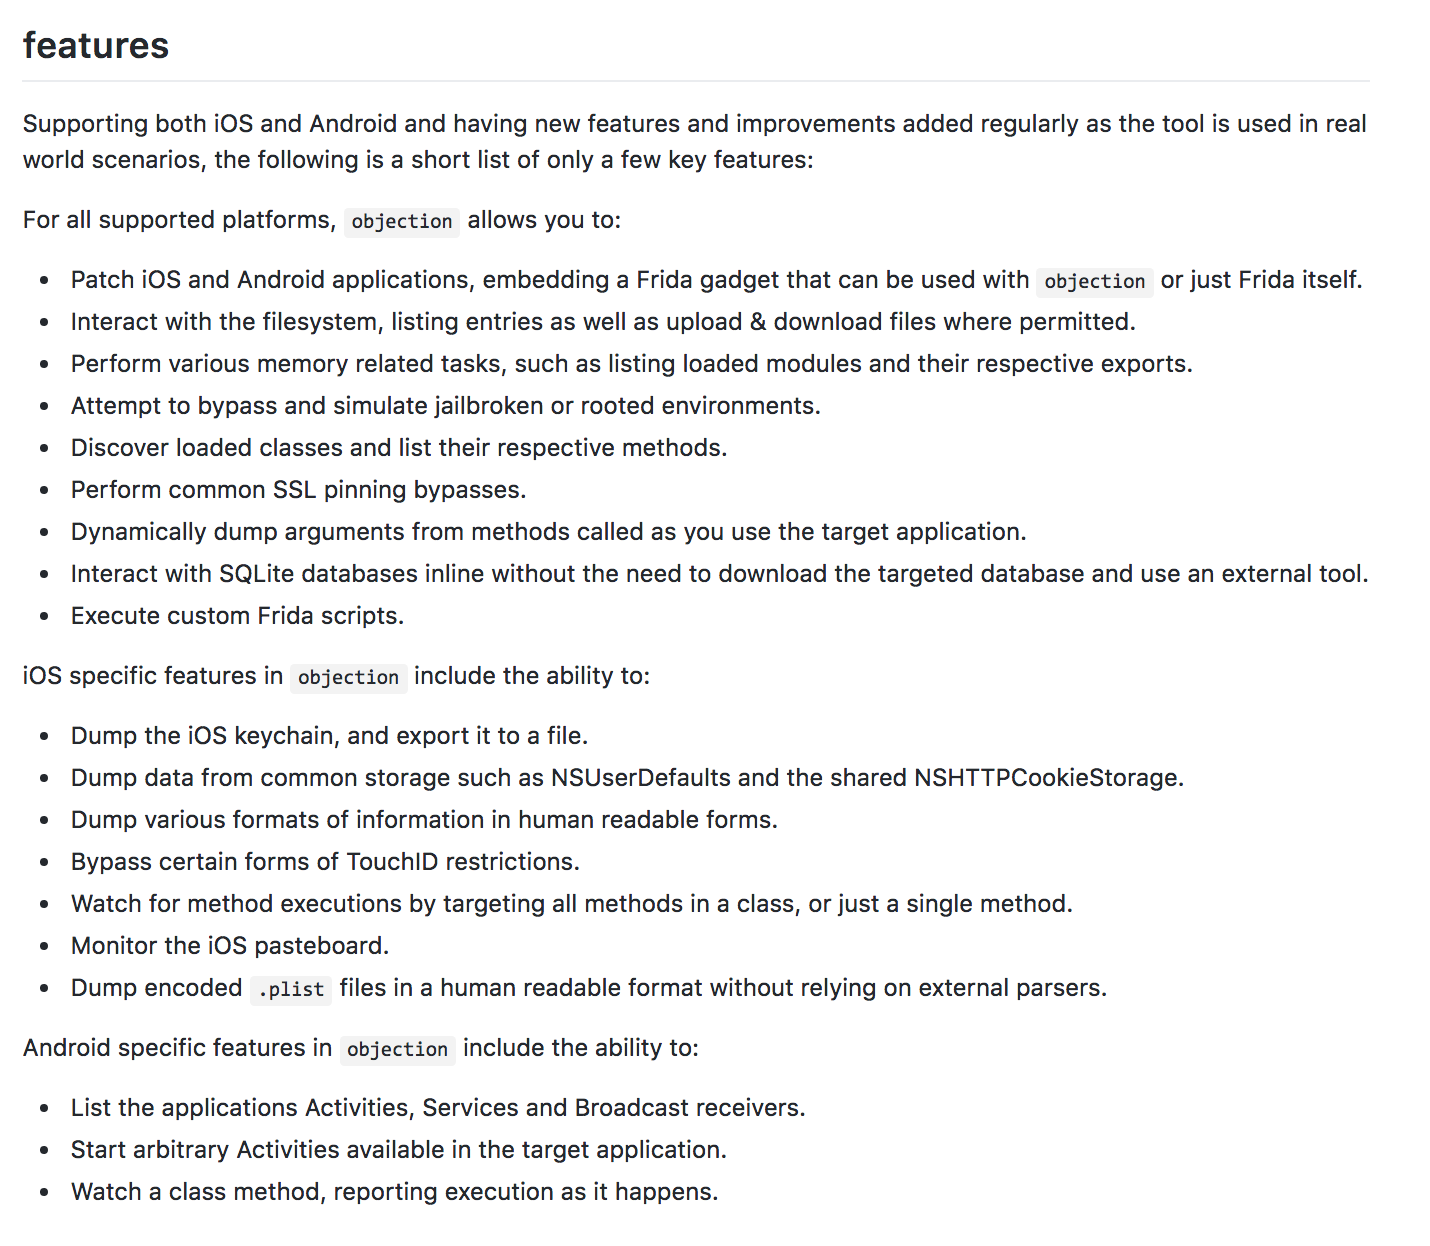 features
Supporting both iOS and Android and having new features and improvements added regularly as the tool is used in real
world scenarios, the following is a short list of only a few key features:
For all supported platforms, objection allows you to:
• Patch iOS and Android applications, embedding a Frida gadget that can be used with objection or just Frida itself.
• Interact with the filesystem, listing entries as well as upload & download files where permitted.
• Perform various memory related tasks, such as listing loaded modules and their respective exports.
• Attempt to bypass and simulate jailbroken or rooted environments.
• Discover loaded classes and list their respective methods.
• Perform common SSL pinning bypasses.
• Dynamically dump arguments from methods called as you use the target application.
• Interact with SQLite databases inline without the need to download the targeted database and use an external tool.
• Execute custom Frida scripts.
iOS specific features in objection include the ability to:
• Dump the iOS keychain, and export it to a file.
• Dump data from common storage such as NSUserDefaults and the shared NSHTTPCookieStorage.
• Dump various formats of information in human readable forms.
• Bypass certain forms of TouchID restrictions.
• Watch for method executions by targeting all methods in a class, or just a single method.
• Monitor the iOS pasteboard.
• Dump encoded .plist files in a human readable format without relying on external parsers.
Android specific features in objection include the ability to:
• List the applications Activities, Services and Broadcast receivers.
• Start arbitrary Activities available in the target application.
• Watch a class method, reporting execution as it happens.